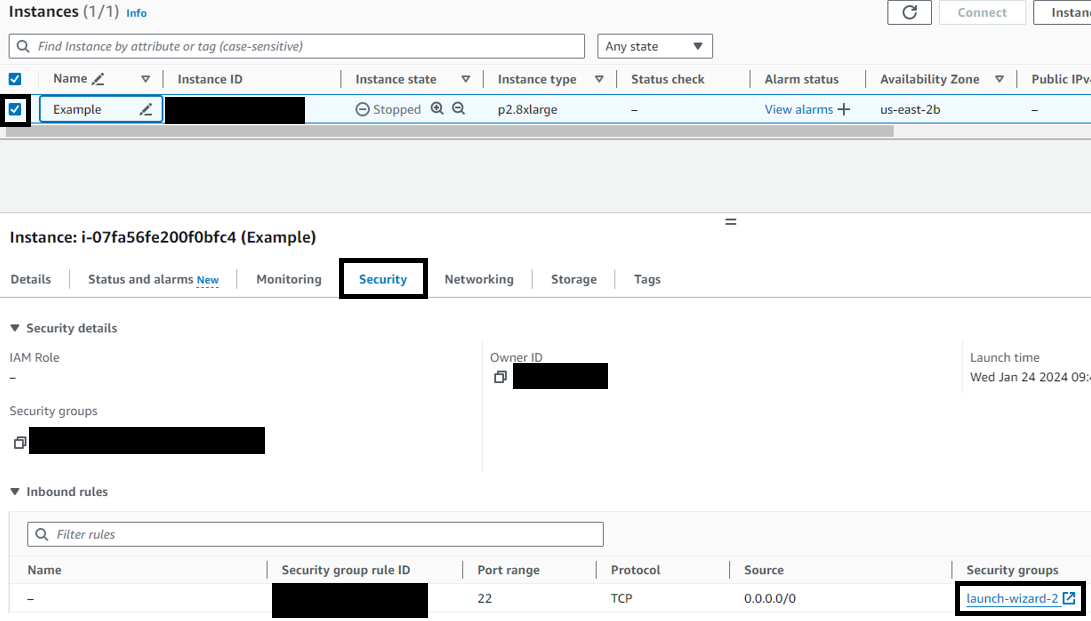 Instances (1/1) Info
Connect
Instan
Find Instance by attribute or tag (case-sensitive)
Any state
Name Instance ID Instance state Instance type Status check Alarm status Availability Zone Public IPv
Example Stopped p2.8xlarge – View alarms + us-east-2b –
Instance: i-07fa56fe200f0bfc4 (Example)
Details Status and alarms New Monitoring Security Networking Storage Tags
Security details
IAM Role Owner ID Launch time
– Wed Jan 24 2024 09:
Security groups
Inbound rules
Filter rules
Name Security group rule ID Port range Protocol Source Security groups
– 22 TCP 0.0.0.0/0 launch-wizard-2